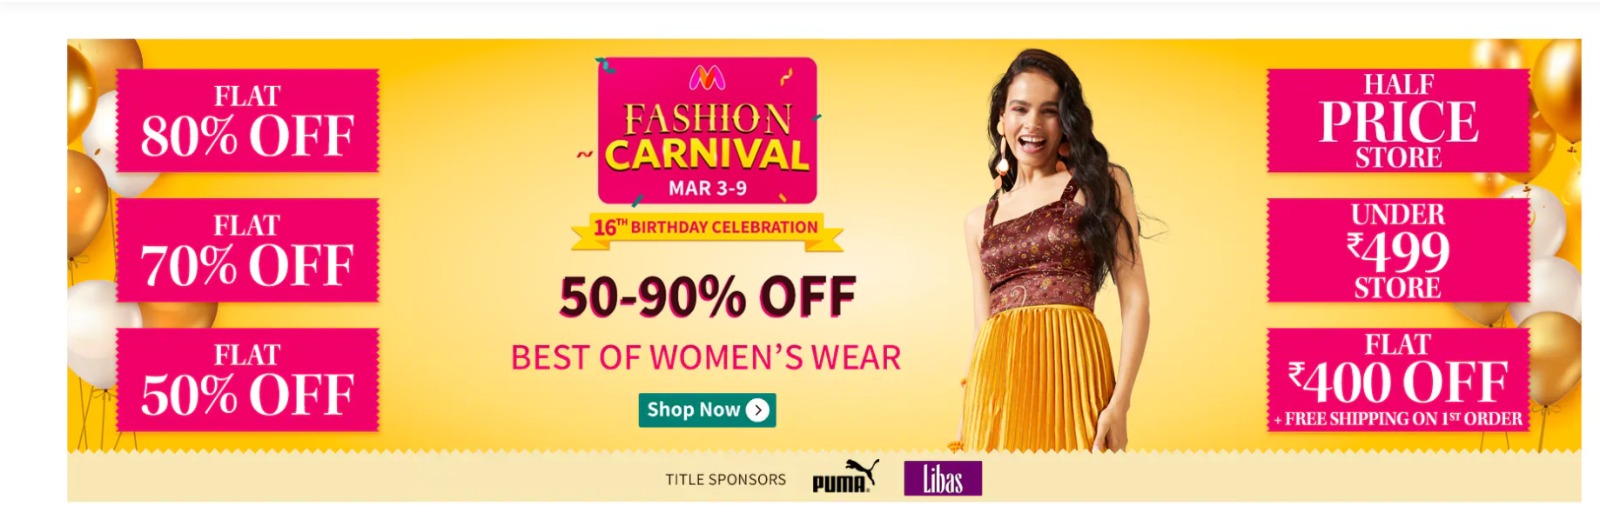 FLAT
80% OFF
FLAT
70% OFF
FLAT
50% OFF
FASHION
CARNIVAL
MAR 3-9
16TH BIRTHDAY CELEBRATION
50-90% OFF
BEST OF WOMEN'S WEAR
Shop Now
HALF
PRICE
STORE
UNDER
₹499
STORE
FLAT
₹400 OFF
+ FREE SHIPPING ON 1ST ORDER
TITLE SPONSORS PUMA Libas